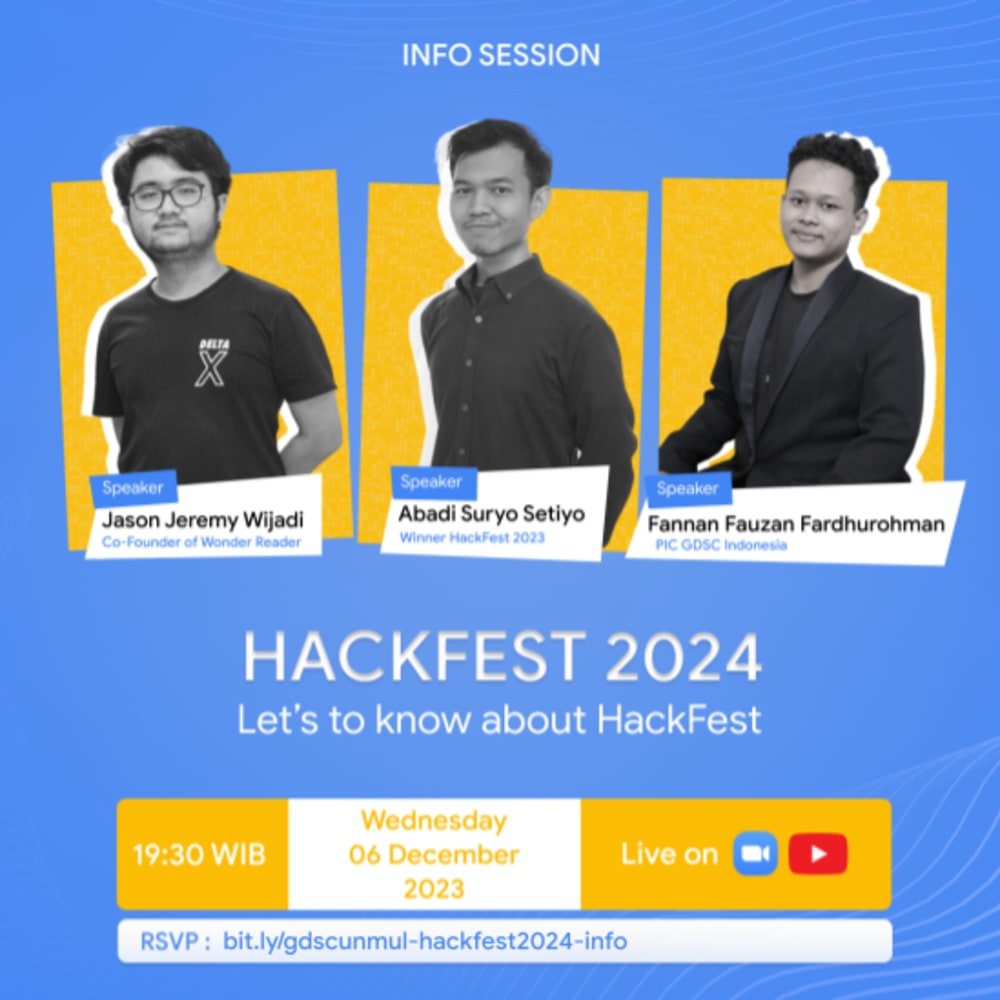 INFO SESSION
DELTA
X
Speaker
Jason Jeremy Wijadi
Co-Founder of Wonder Reader
Speaker
Abadi Suryo Setiyo
Winner HackFest 2023
Speaker
Fannan Fauzan Fardhurohman
PIC GDSC Indonesia
HACKFEST 2024
Let's to know about HackFest
19:30 WIB
Wednesday
06 December
2023
Live on
RSVP : bit.ly/gdscunmul-hackfest2024-info